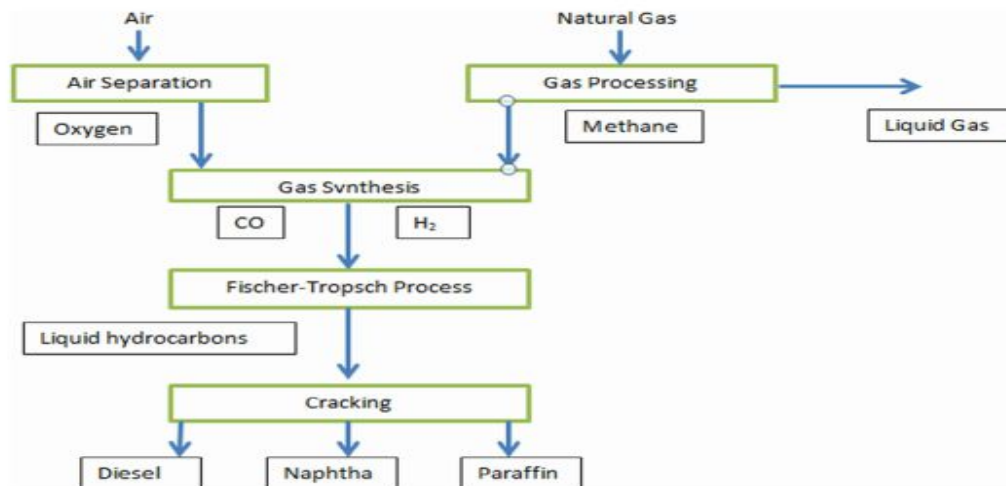 Air
Natural Gas
Air Separation
Gas Processing
Oxygen
Methane
Liquid Gas
Gas Svnthesis
CO
H₂
Fischer-Tropsch Process
Liquid hydrocarbons
Cracking
Diesel
Naphtha
Paraffin